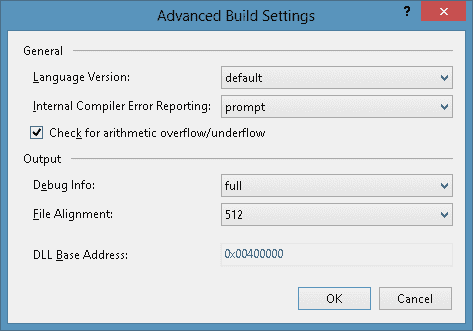 Advanced Build Settings
?
General
Language Version: default
Internal Compiler Error Reporting: prompt
Check for arithmetic overflow/underflow
Output
Debug Info: full
File Alignment: 512
DLL Base Address: 0x00400000
OK Cancel